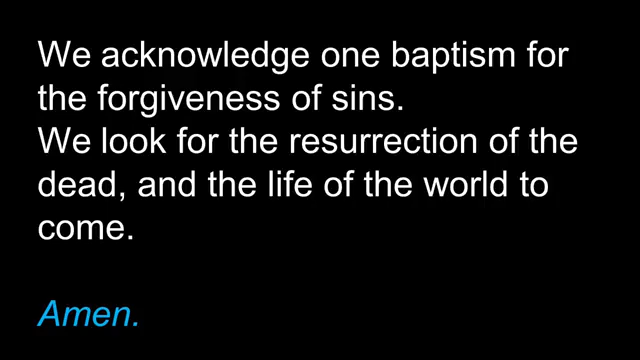 We acknowledge one baptism for
the forgiveness of sins.
We look for the resurrection of the
dead, and the life of the world to
come.
Amen.